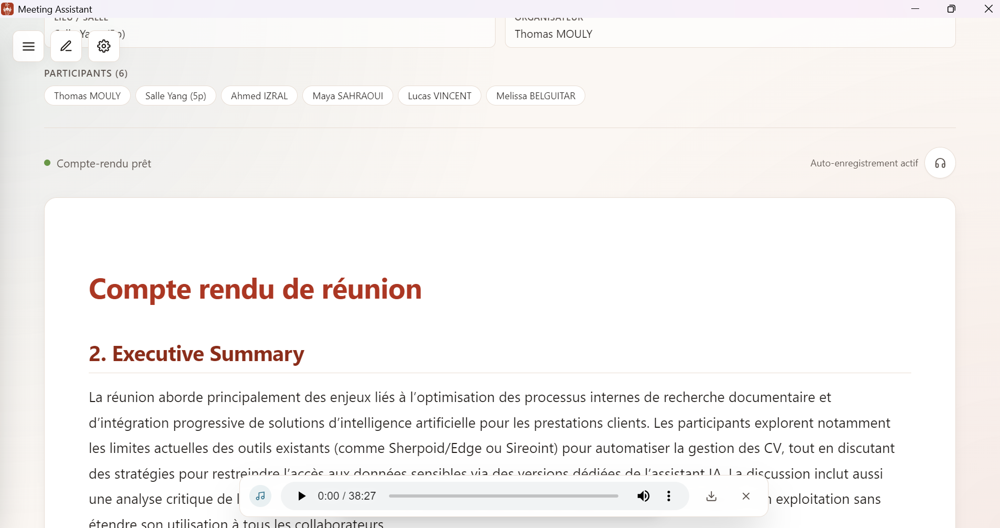 Meeting Assistant
LIEU / SALLE
ORGANISATEUR
Thomas MOULY
PARTICIPANTS (6)
Thomas MOULY
Salle Yang (5p)
Ahmed IZRAL
Maya SAHRAOUI
Lucas VINCENT
Melissa BELGUITAR
Compte-rendu prêt
Auto-enregistrement actif
Compte rendu de réunion
2. Executive Summary
La réunion aborde principalement des enjeux liés à l’optimisation des processus internes de recherche documentaire et
d’intégration progressive de solutions d’intelligence artificielle pour les prestations clients. Les participants explorent notamment
les limites actuelles des outils existants (comme Sherpoid/Edge ou Sireoint) pour automatiser la gestion des CV, tout en discutant
des stratégies pour restreindre l’accès aux données sensibles via des versions dédiées de l’assistant IA. La discussion inclut aussi
une analyse critique de
exploitation sans
étendre son utilisation à tous les collaborateurs
0:00 / 38:27